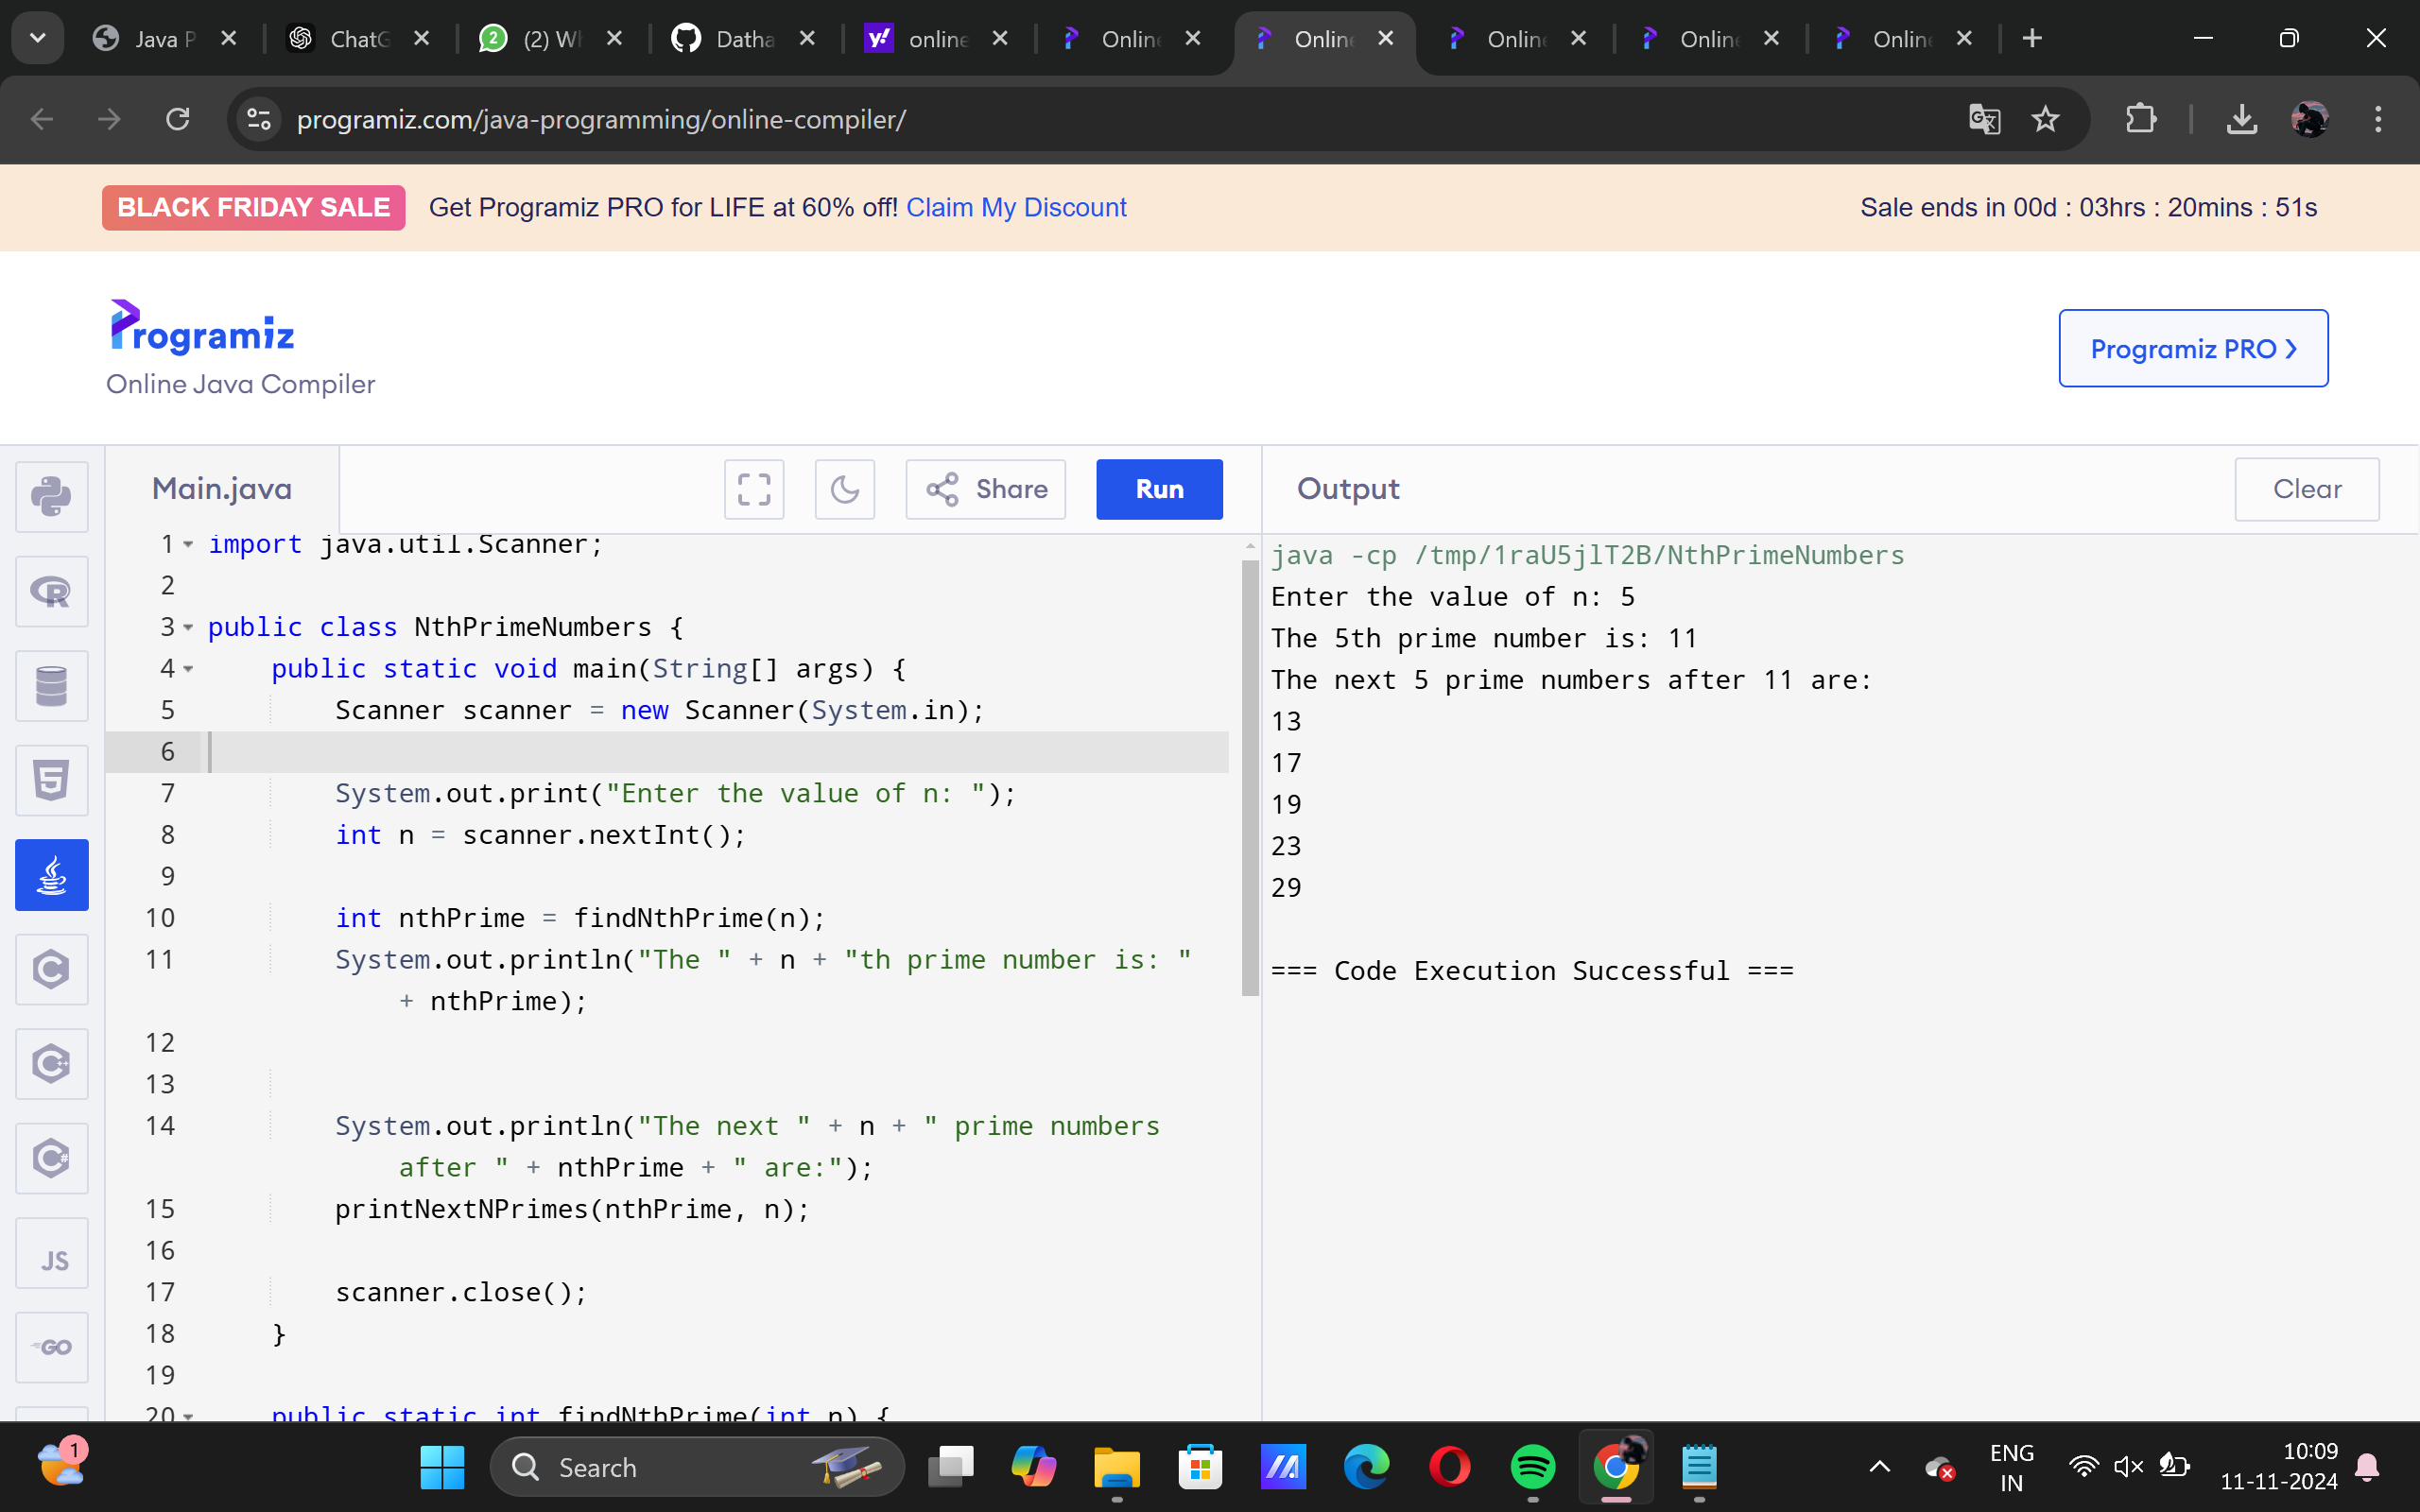 Java P
ChatG
(2) Wh
Datha
online
Online
Online
Online
Online
Online
programiz.com/java-programming/online-compiler/
BLACK FRIDAY SALE Get Programiz PRO for LIFE at 60% off! Claim My Discount
Sale ends in 00d : 03hrs : 20mins : 51s
Programiz
Online Java Compiler
Programiz PRO
Main.java
Share
Run
Output
Clear
1 import java.util.Scanner;
2
3 public class NthPrimeNumbers {
4 public static void main(String[] args) {
5 Scanner scanner = new Scanner(System.in);
6
7 System.out.print("Enter the value of n: ");
8 int n = scanner.nextInt();
9
10 int nthPrime = findNthPrime(n);
11 System.out.println("The " + n + "th prime number is: "
+ nthPrime);
12
13
14 System.out.println("The next " + n + " prime numbers
after " + nthPrime + " are:");
15 printNextNPrimes(nthPrime, n);
16
17 scanner.close();
18 }
19
20 public static int findNthPrime(int n) {
java -cp /tmp/1raU5jlT2B/NthPrimeNumbers
Enter the value of n: 5
The 5th prime number is: 11
The next 5 prime numbers after 11 are:
13
17
19
23
29
=== Code Execution Successful ===
JS
GO
1
Search
ENG
IN
10:09
11-11-2024